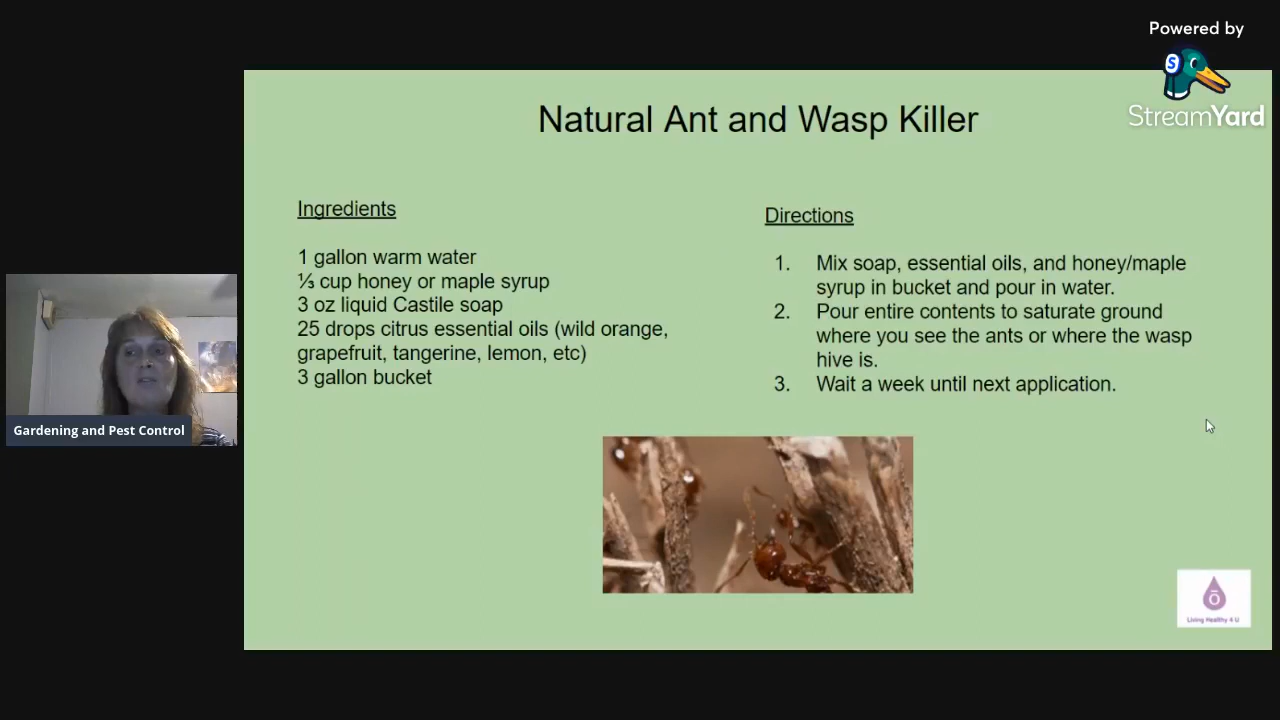 Powered by
StreamYard
Natural Ant and Wasp Killer
Ingredients
1 gallon warm water
⅓ cup honey or maple syrup
3 oz liquid Castile soap
25 drops citrus essential oils (wild orange,
grapefruit, tangerine, lemon, etc)
3 gallon bucket
Directions
1. Mix soap, essential oils, and honey/maple
syrup in bucket and pour in water.
2. Pour entire contents to saturate ground
where you see the ants or where the wasp
hive is.
3. Wait a week until next application.
Gardening and Pest Control
Living Healthy 4 U